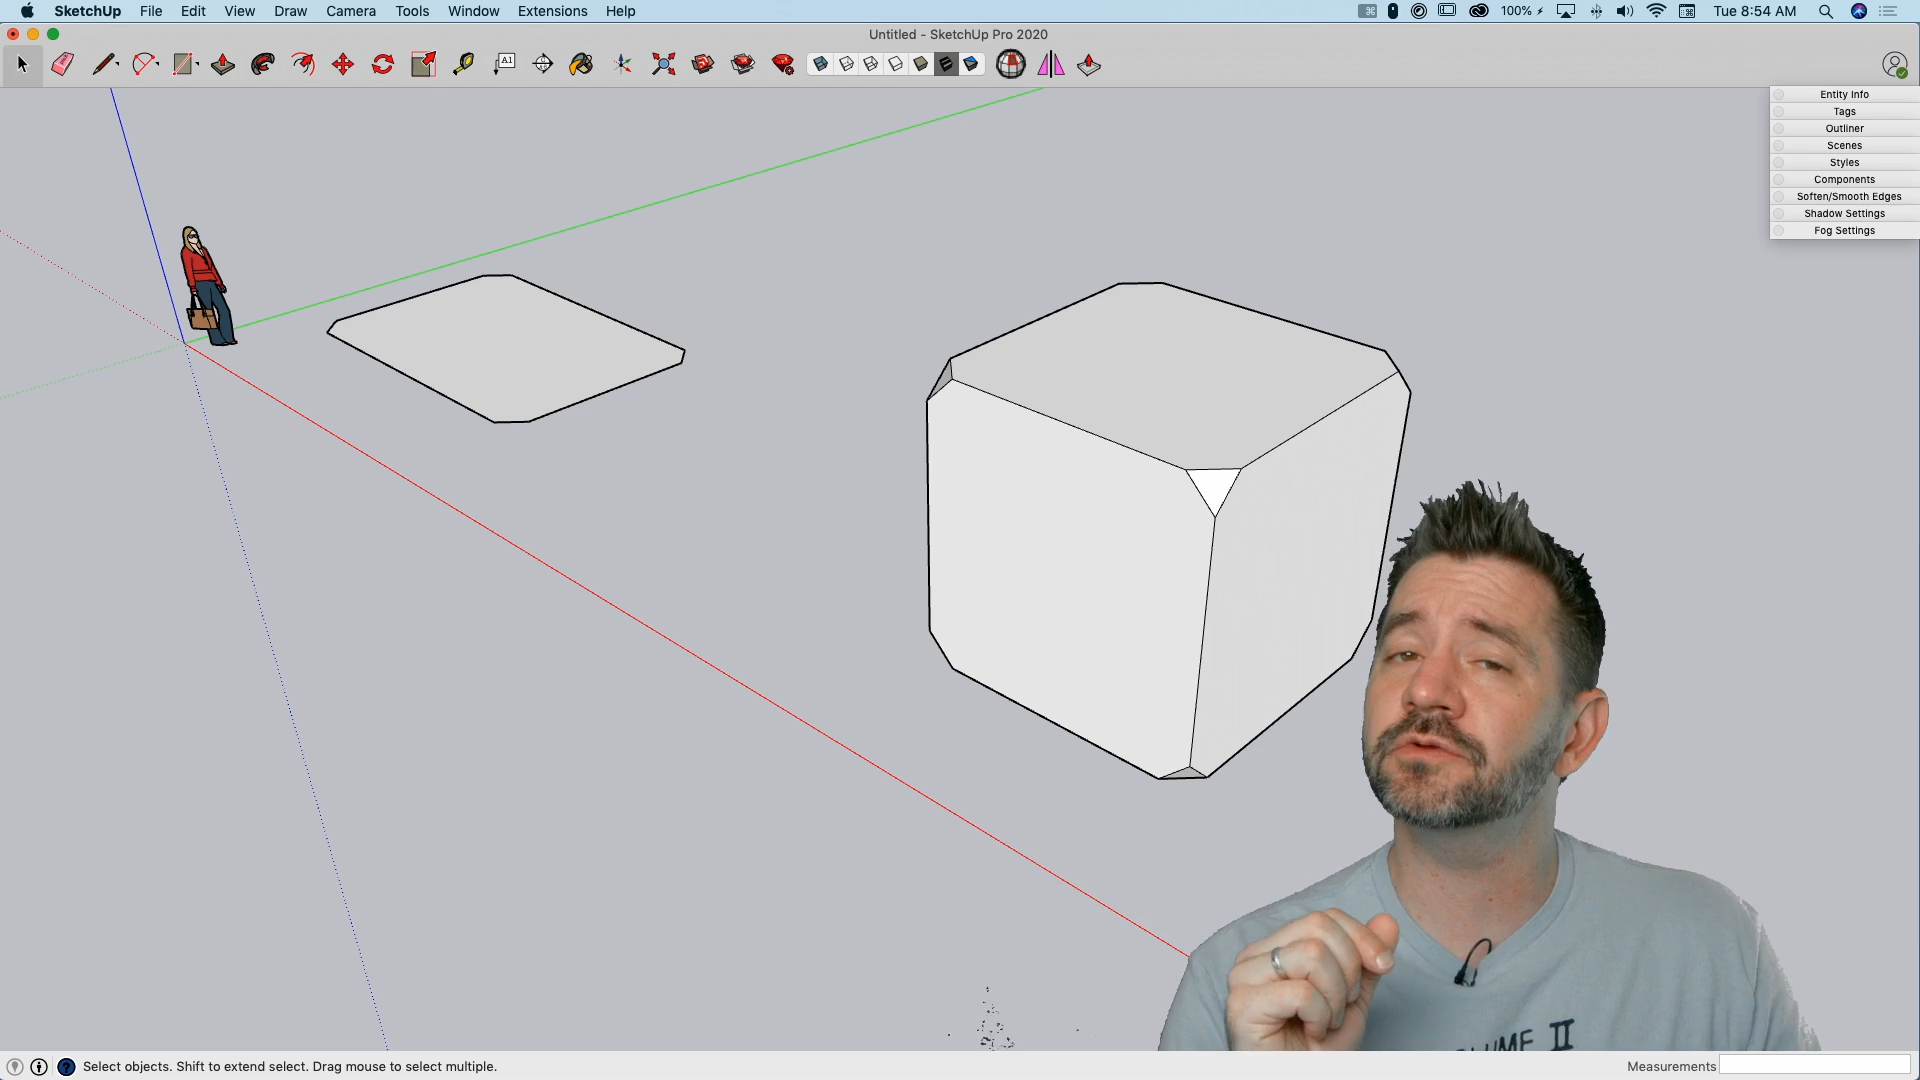 SketchUp File Edit View Draw Camera Tools Window Extensions Help 100% Tue 8:54 AM
Untitled - SketchUp Pro 2020
A1
Entity Info
Tags
Outliner
Scenes
Styles
Components
Soften/Smooth Edges
Shadow Settings
Fog Settings
II
Select objects. Shift to extend select. Drag mouse to select multiple.
Measurements